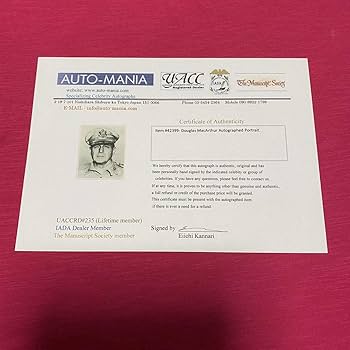 AUTO-MANIA
UACC
Registered Dealer
The Manuscript Society
website: www.auto-mania.com
Specializing Celebrity Autographs
Tokyo Japan
E-MAIL : info@auto-mania.com
Certificate of Authenticity
Item #42399- Douglas MacArthur Autographed Portrait.
We hereby certify that this autograph is authentic, original and has
been personally hand signed by the indicated celebrity or group of
celebrities. If you have any questions, please feel free to contact us.
If at any time, it is proven to be anything other than genuine and authentic,
a full refund or credit of the purchase price will be granted.
This certificate must be present with the autographed item
if there is ever a need for a refund.
UACCRD#235 (Lifetime member)
IADA Dealer Member
The Manuscript Society member
Signed by
Eiichi Kannari